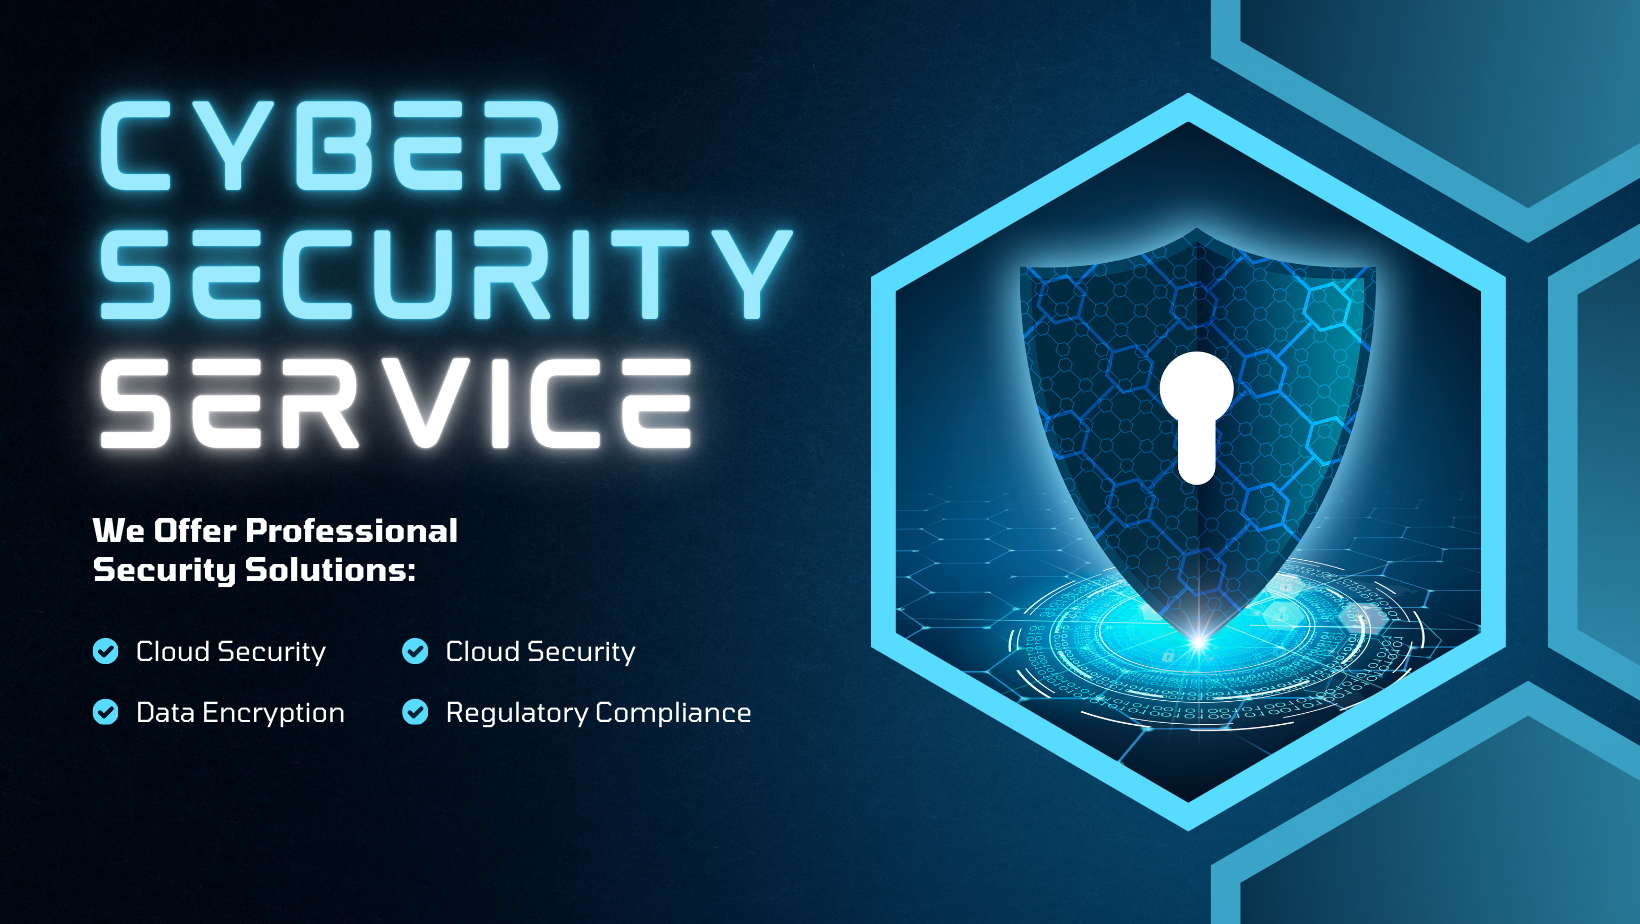 CYBER
SECURITY
SERVICE
We Offer Professional
Security Solutions:
Cloud Security
Cloud Security
Data Encryption
Regulatory Compliance